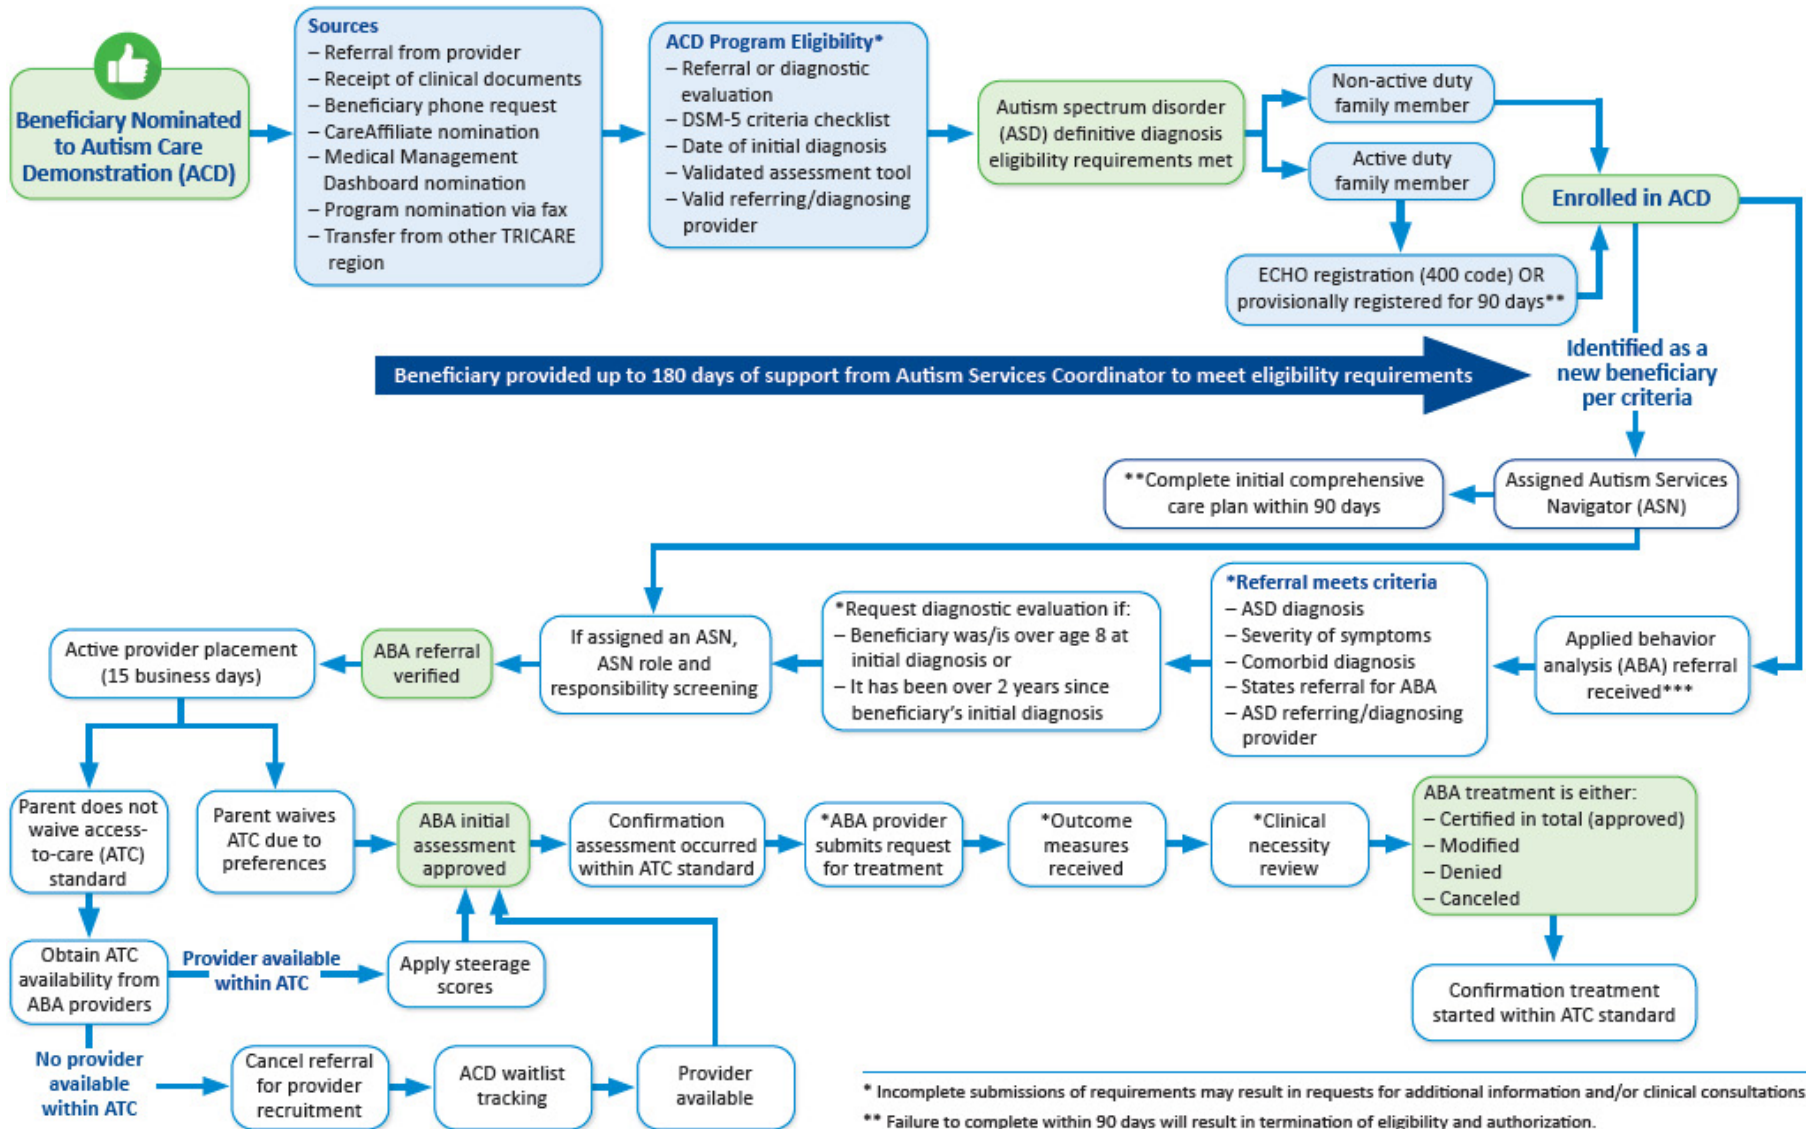 Beneficiary Nominated
to Autism Care
Demonstration (ACD)
Sources
– Referral from provider
– Receipt of clinical documents
– Beneficiary phone request
– CareAffiliate nomination
– Medical Management
Dashboard nomination
– Program nomination via fax
– Transfer from other TRICARE
region
ACD Program Eligibility*
– Referral or diagnostic
evaluation
– DSM-5 criteria checklist
– Date of initial diagnosis
– Validated assessment tool
– Valid referring/diagnosing
provider
Autism spectrum disorder
(ASD) definitive diagnosis
eligibility requirements met
Non-active duty
family member
Active duty
family member
Enrolled in ACD
ECHO registration (400 code) OR
provisionally registered for 90 days**
Beneficiary provided up to 180 days of support from Autism Services Coordinator to meet eligibility requirements
Identified as a
new beneficiary
per criteria
Assigned Autism Services
Navigator (ASN)
**Complete initial comprehensive
care plan within 90 days
Applied behavior
analysis (ABA) referral
received***
*Referral meets criteria
– ASD diagnosis
– Severity of symptoms
– Comorbid diagnosis
– States referral for ABA
– ASD referring/diagnosing
provider
*Request diagnostic evaluation if:
– Beneficiary was/is over age 8 at
initial diagnosis or
– It has been over 2 years since
beneficiary's initial diagnosis
If assigned an ASN,
ASN role and
responsibility screening
ABA referral
verified
Active provider placement
(15 business days)
Parent does not
waive access-
to-care (ATC)
standard
Parent waives
ATC due to
preferences
ABA initial
assessment
approved
Confirmation
assessment occurred
within ATC standard
*ABA provider
submits request
for treatment
*Outcome
measures
received
*Clinical
necessity
review
ABA treatment is either:
– Certified in total (approved)
– Modified
– Denied
– Canceled
Obtain ATC
availability from
ABA providers
Provider available
within ATC
Apply steerage
scores
Confirmation treatment
started within ATC standard
No provider
available
within ATC
Cancel referral
for provider
recruitment
ACD waitlist
tracking
Provider
available
* Incomplete submissions of requirements may result in requests for additional information and/or clinical consultations
** Failure to complete within 90 days will result in termination of eligibility and authorization.